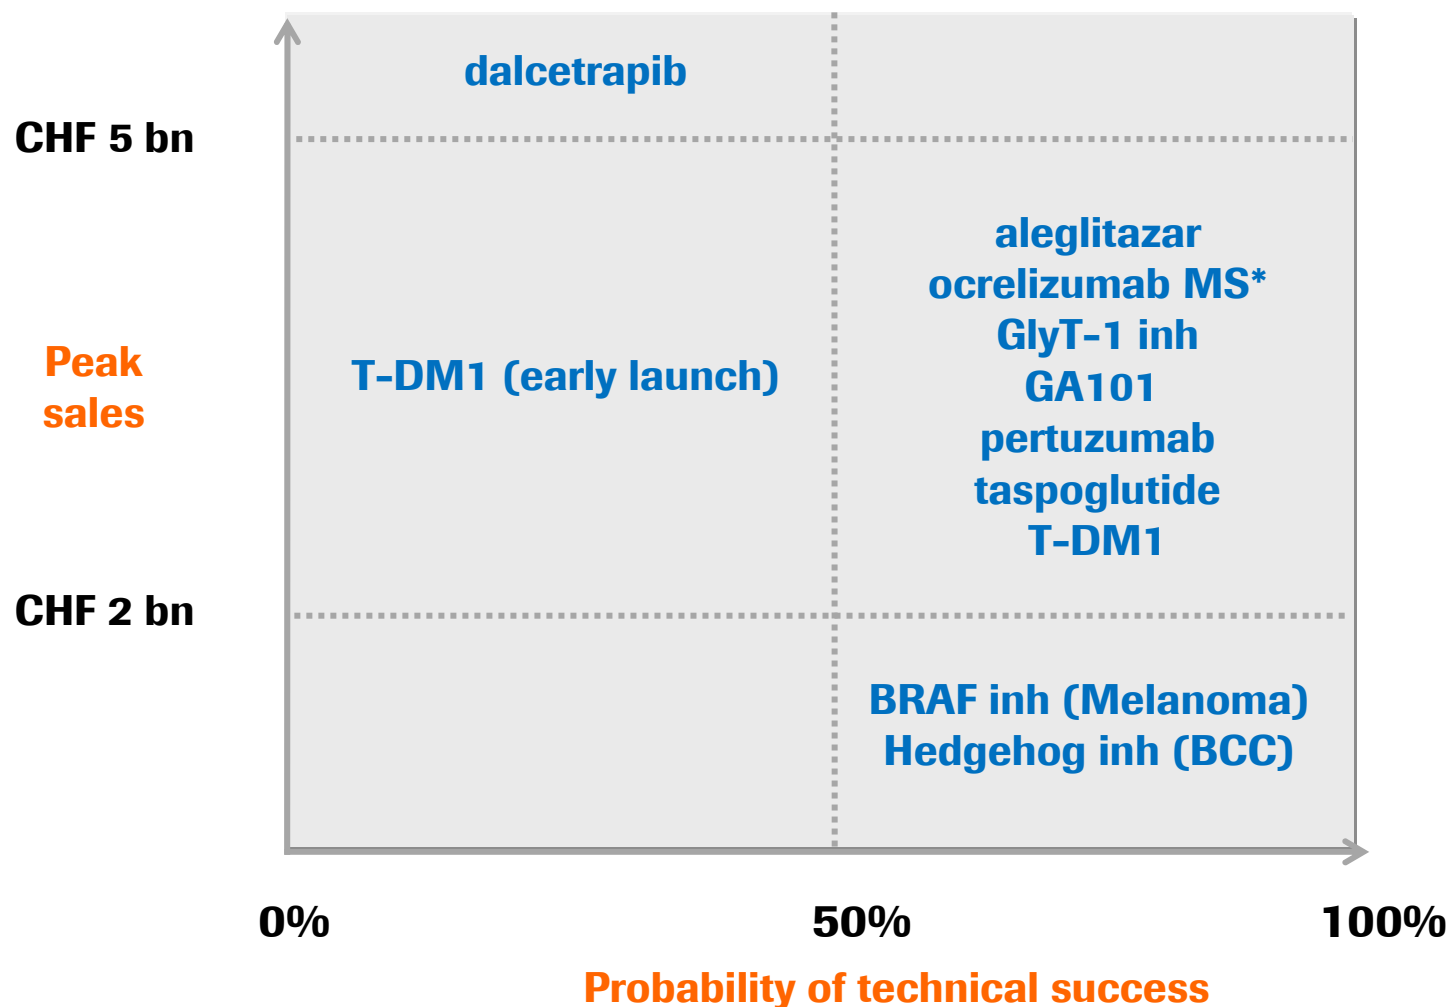 dalcetrapib
CHF 5 bn
aleglitazar
ocrelizumab MS*
GlyT-1 inh
Peak
sales
T-DM1 (early launch)
GA101
pertuzumab
taspoglutide
T-DM1
CHF 2 bn
BRAF inh (Melanoma)
Hedgehog inh (BCC)
0%
50%
100%
Probability of technical success